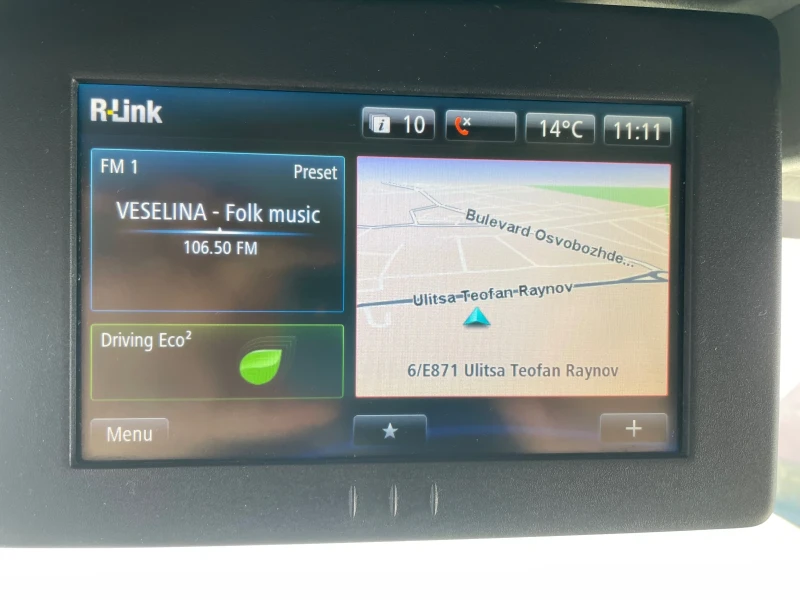 R-Link
i 10
14°C
11:11
FM 1
Preset
VESELINA - Folk music
106.50 FM
Driving Eco²
Bulevard Osvobozhde...
Ulitsa Teofan Raynov
6/E871 Ulitsa Teofan Raynov
Menu